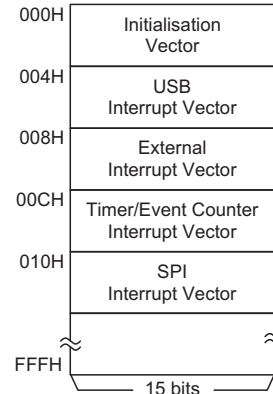 000H
Initialisation
Vector
004H
USB
Interrupt Vector
008H
External
Interrupt Vector
00CH
Timer/Event Counter
Interrupt Vector
010H
SPI
Interrupt Vector
FFFH
15 bits